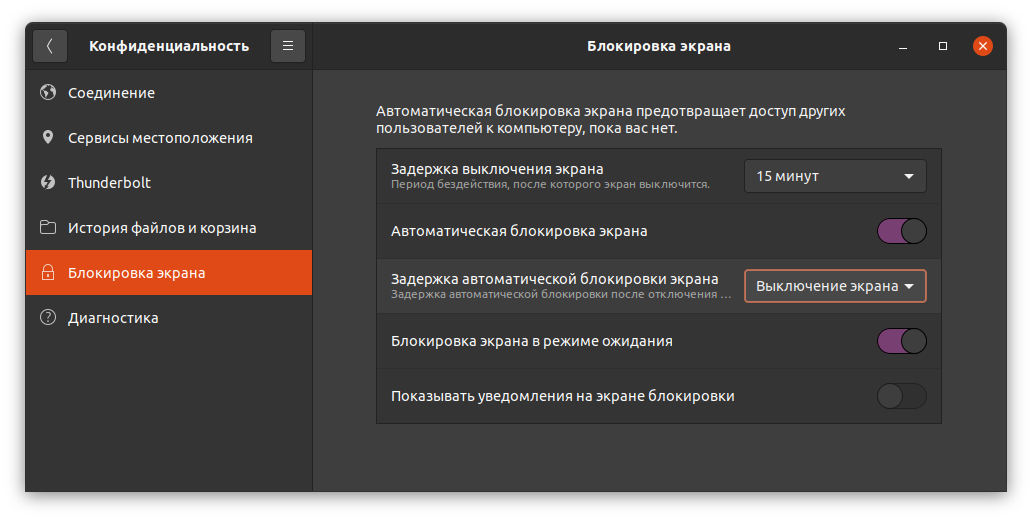 Конфиденциальность
Блокировка экрана
Соединение
Сервисы местоположения
Thunderbolt
История файлов и корзина
Блокировка экрана
Диагностика
Автоматическая блокировка экрана предотвращает доступ других
пользователей к компьютеру, пока вас нет.
Задержка выключения экрана
Период бездействия, после которого экран выключится.
15 минут
Автоматическая блокировка экрана
Задержка автоматической блокировки экрана
Задержка автоматической блокировки после отключения ...
Выключение экрана
Блокировка экрана в режиме ожидания
Показывать уведомления на экране блокировки